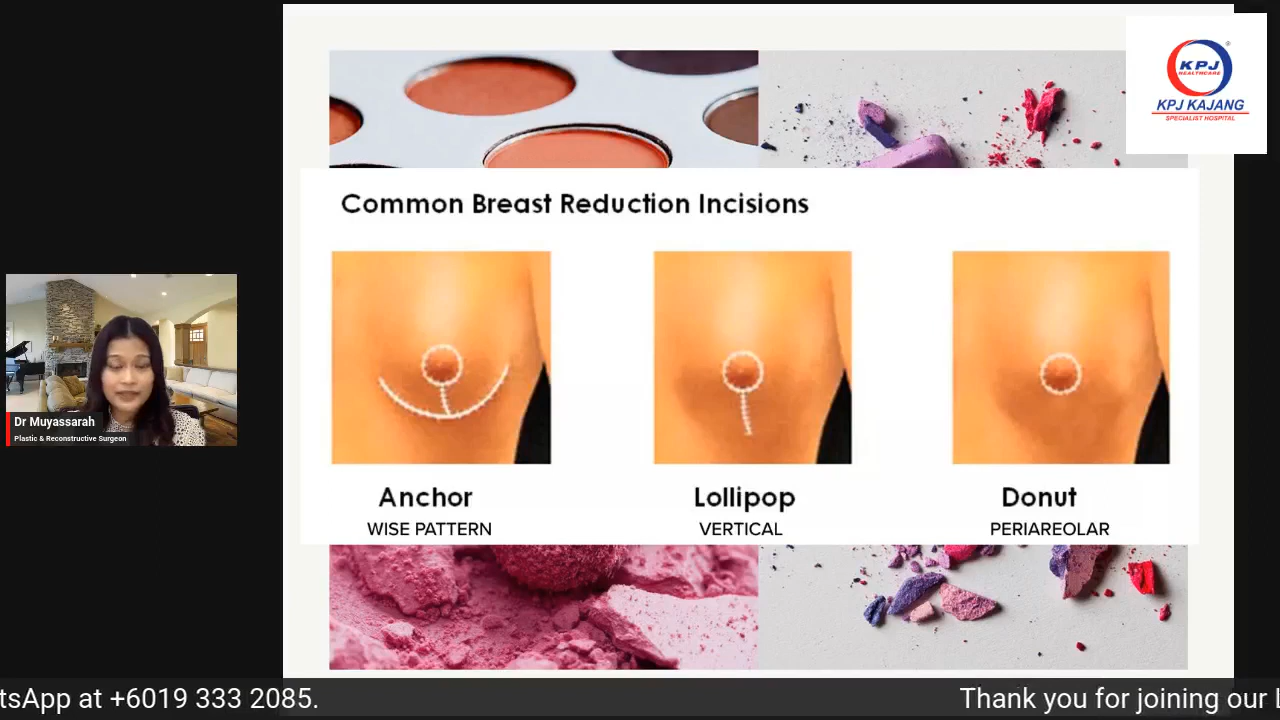 KPJ
HEALTHCARE
®
KPJ KAJANG
SPECIALIST HOSPITAL
Common Breast Reduction Incisions
Anchor
WISE PATTERN
Lollipop
VERTICAL
Donut
PERIAREOLAR
Dr Muyassarah
Plastic & Reconstructive Surgeon
tsApp at +6019 333 2085.
Thank you for joining our